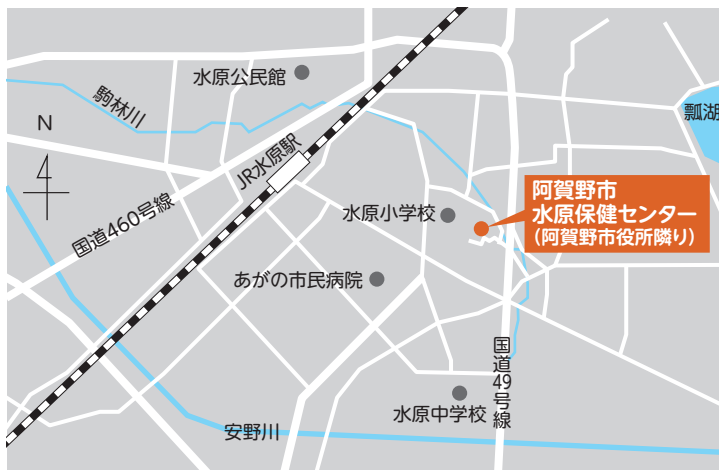 水原公民館
駒林川
瓢湖
N
JR水原駅
国道460号線
水原小学校
阿賀野市
水原保健センター
（阿賀野市役所隣り）
あがの市民病院
国道49号線
水原中学校
安野川